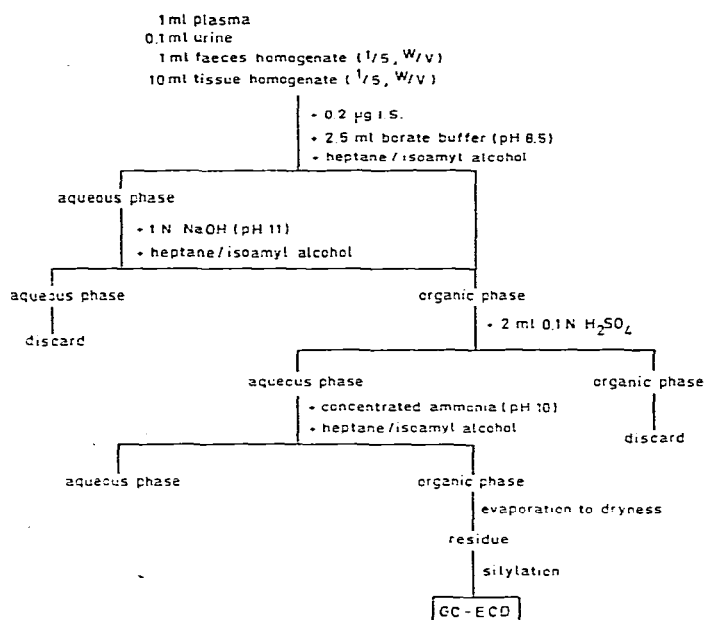 1 ml plasma
0.1 ml urine
1 ml faeces homogenate (1/5, W/V)
10 ml tissue homogenate (1/5, W/V)
+ 0.2 µg I.S.
+ 2.5 ml borate buffer (pH 8.5)
+ heptane/isoamyl alcohol
aqueous phase
+ 1 N NaOH (pH 11)
+ heptane/isoamyl alcohol
aqueous phase
organic phase
discard
+ 2 ml 0.1 N H2SO4
aqueous phase
organic phase
+ concentrated ammonia (pH 10)
+ heptane/isoamyl alcohol
discard
aqueous phase
organic phase
evaporation to dryness
residue
silylation
GC-ECD